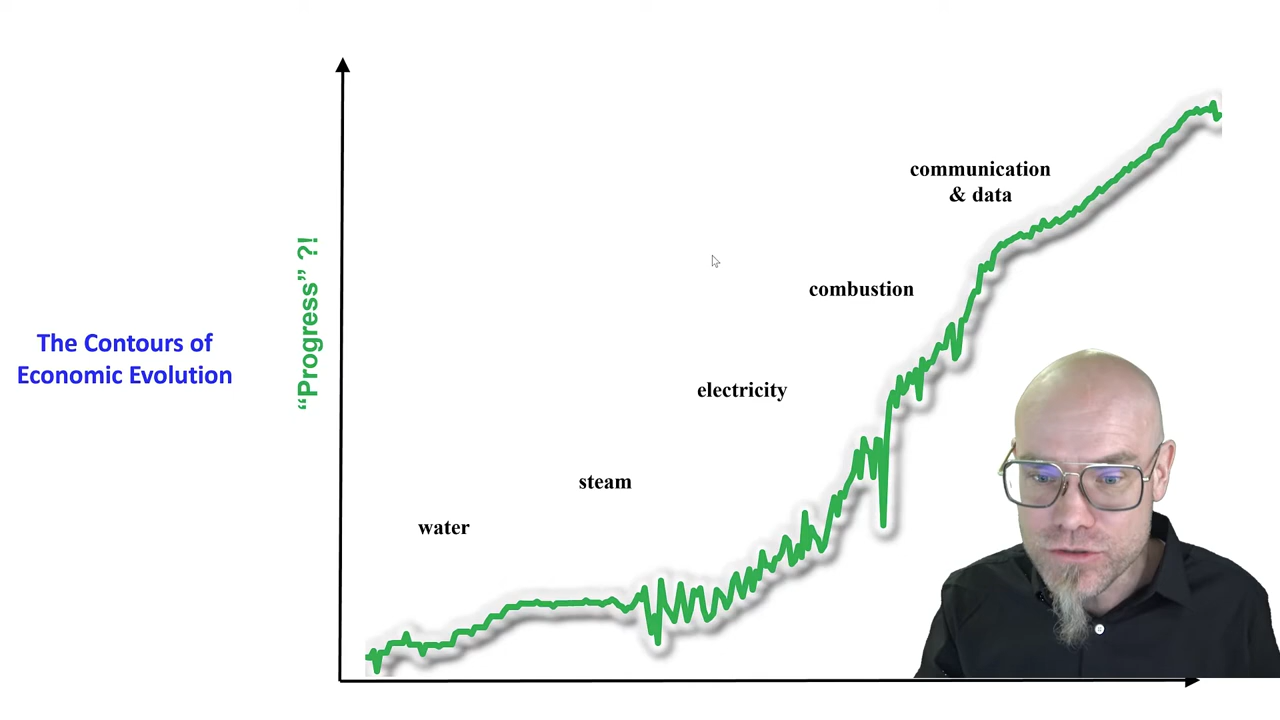 The Contours of
Economic Evolution
"Progress" ?!
water
steam
electricity
combustion
communication
& data